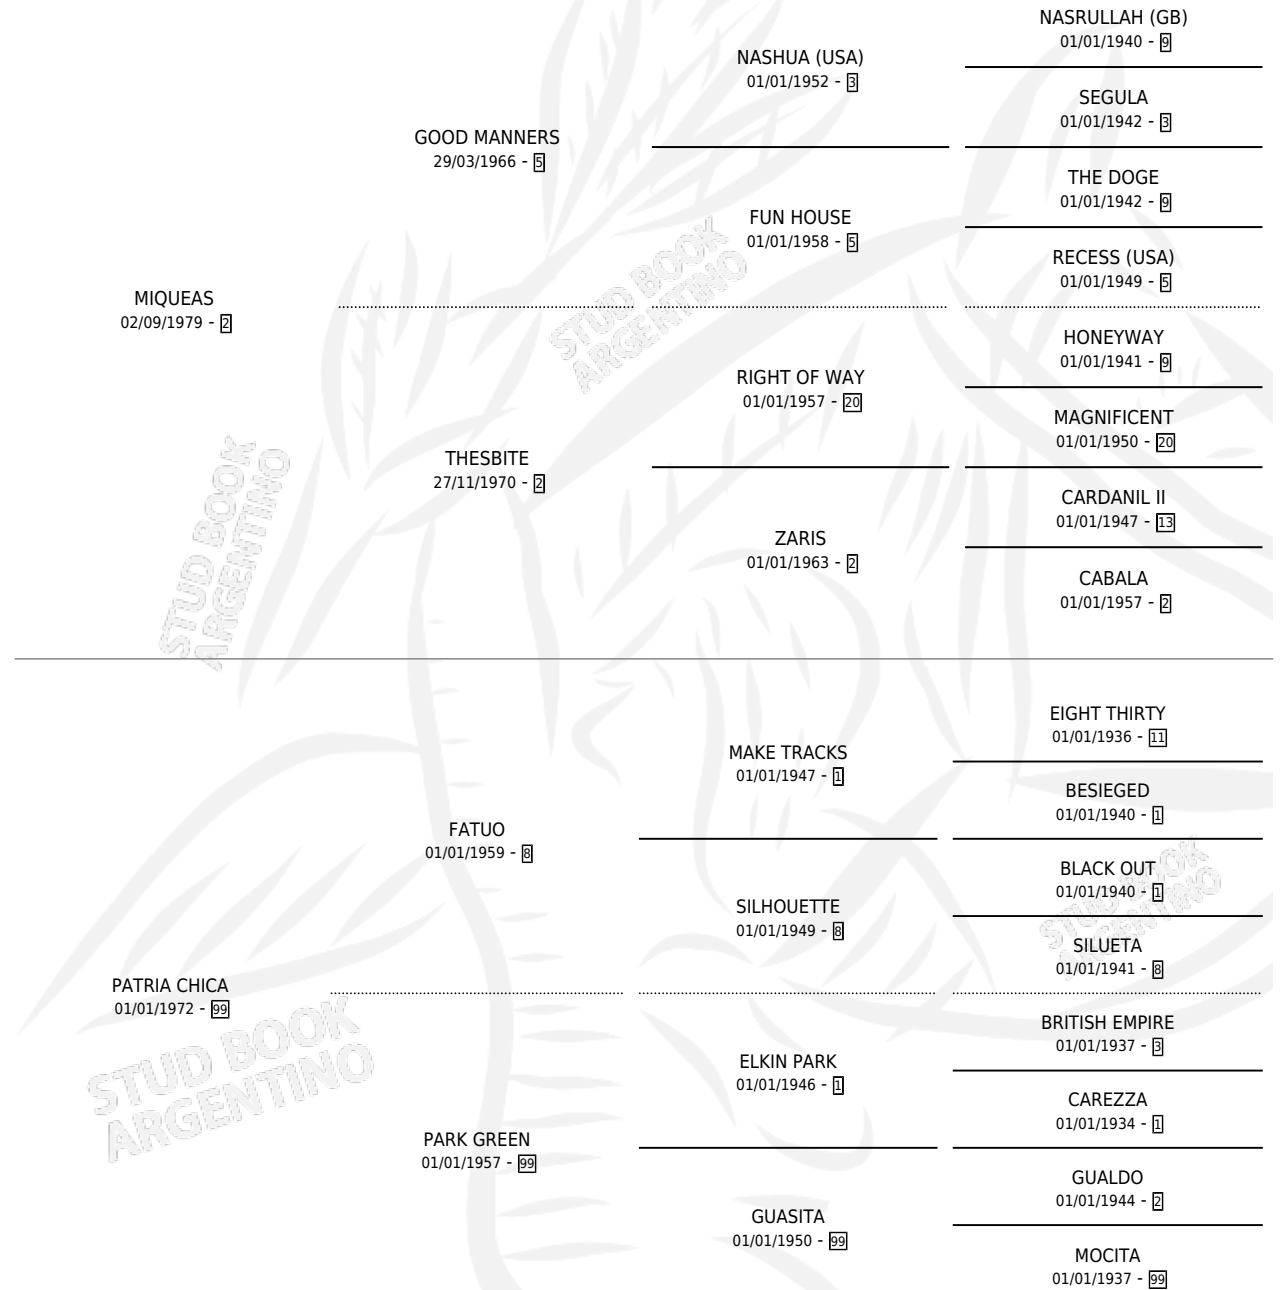 NASRULLAH (GB)
01/01/1940 - 9
NASHUA (USA)
01/01/1952 - 3
SEGULA
01/01/1942 - 3
GOOD MANNERS
29/03/1966 - 5
THE DOGE
01/01/1942 - 9
FUN HOUSE
01/01/1958 - 5
RECESS (USA)
01/01/1949 - 5
MIQUEAS
02/09/1979 - 2
HONEYWAY
01/01/1941 - 9
RIGHT OF WAY
01/01/1957 - 20
MAGNIFICENT
01/01/1950 - 20
THESBITE
27/11/1970 - 2
CARDANIL II
01/01/1947 - 13
ZARIS
01/01/1963 - 2
CABALA
01/01/1957 - 2
EIGHT THIRTY
01/01/1936 - 11
MAKE TRACKS
01/01/1947 - 1
BESIEGED
01/01/1940 - 1
FATUO
01/01/1959 - 8
BLACK OUT
01/01/1940 - 1
SILHOUETTE
01/01/1949 - 8
SILUETA
01/01/1941 - 8
PATRIA CHICA
01/01/1972 - 99
BRITISH EMPIRE
01/01/1937 - 3
ELKIN PARK
01/01/1946 - 1
CAREZZA
01/01/1934 - 1
PARK GREEN
01/01/1957 - 99
GUALDO
01/01/1944 - 2
GUASITA
01/01/1950 - 99
MOCITA
01/01/1937 - 99
STUD BOOK
ARGENTINO
STUD BOOK
ARGENTINO
STUD BOOK
ARGENTINO
STUD BOOK
ARGENTINO